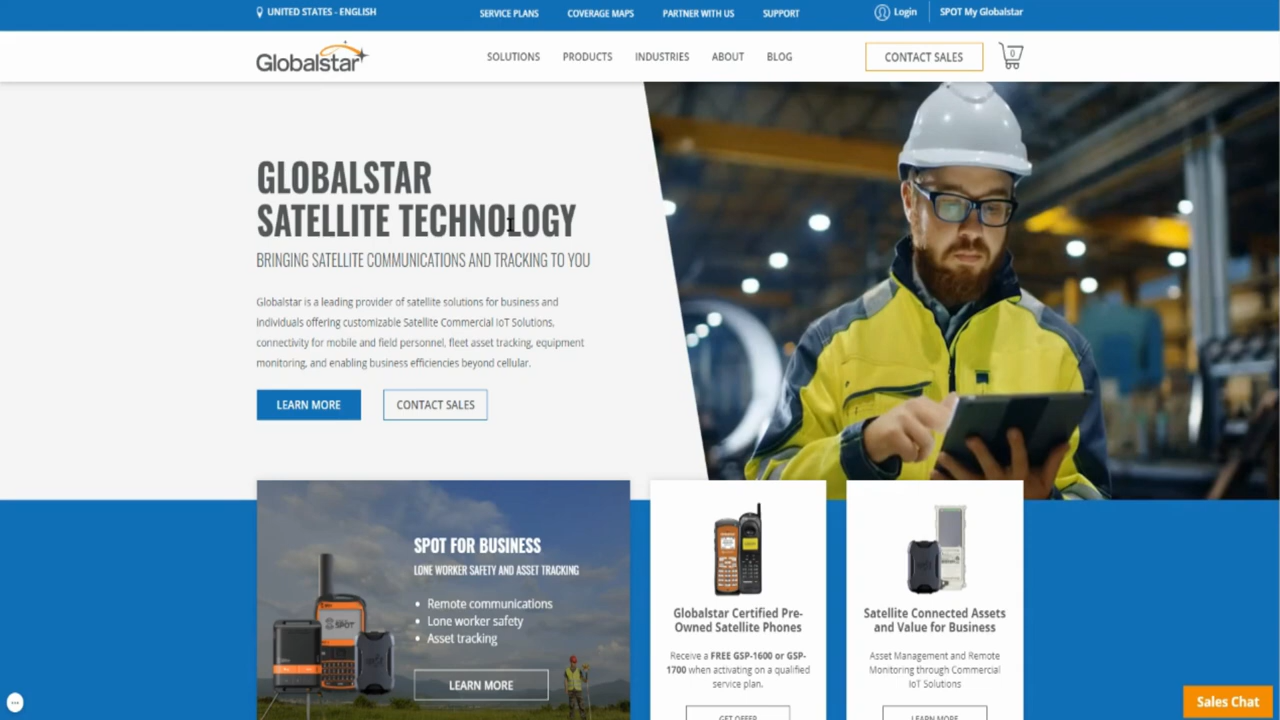 UNITED STATES - ENGLISH
SERVICE PLANS
COVERAGE MAPS
PARTNER WITH US
SUPPORT
Login
SPOT My Globalstar
Globalstar
SOLUTIONS
PRODUCTS
INDUSTRIES
ABOUT
BLOG
CONTACT SALES
0
GLOBALSTAR
SATELLITE TECHNOLOGY
BRINGING SATELLITE COMMUNICATIONS AND TRACKING TO YOU
Globalstar is a leading provider of satellite solutions for business and
individuals offering customizable Satellite Commercial IoT Solutions,
connectivity for mobile and field personnel, fleet asset tracking, equipment
monitoring, and enabling business efficiencies beyond cellular.
LEARN MORE
CONTACT SALES
SPOT FOR BUSINESS
LONE WORKER SAFETY AND ASSET TRACKING
• Remote communications
• Lone worker safety
• Asset tracking
LEARN MORE
SPOT
Globalstar Certified Pre-
Owned Satellite Phones
Receive a FREE GSP-1600 or GSP-
1700 when activating on a qualified
service plan.
GET OFFER
Satellite Connected Assets
and Value for Business
Asset Management and Remote
Monitoring through Commercial
IoT Solutions
LEARN MORE
Sales Chat